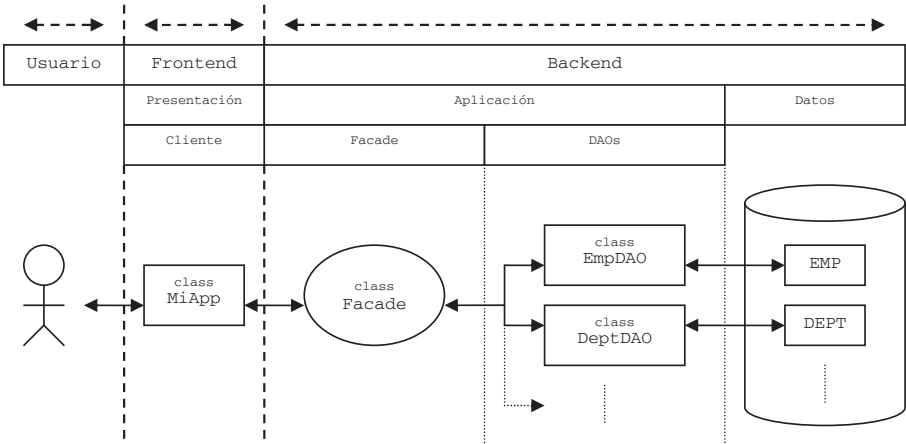 Usuario Frontend Backend
Presentación Aplicación Datos
Cliente Facade DAOs
class
EmpDAO
EMP
class
MiApp
class
Facade
class
DeptDAO
DEPT